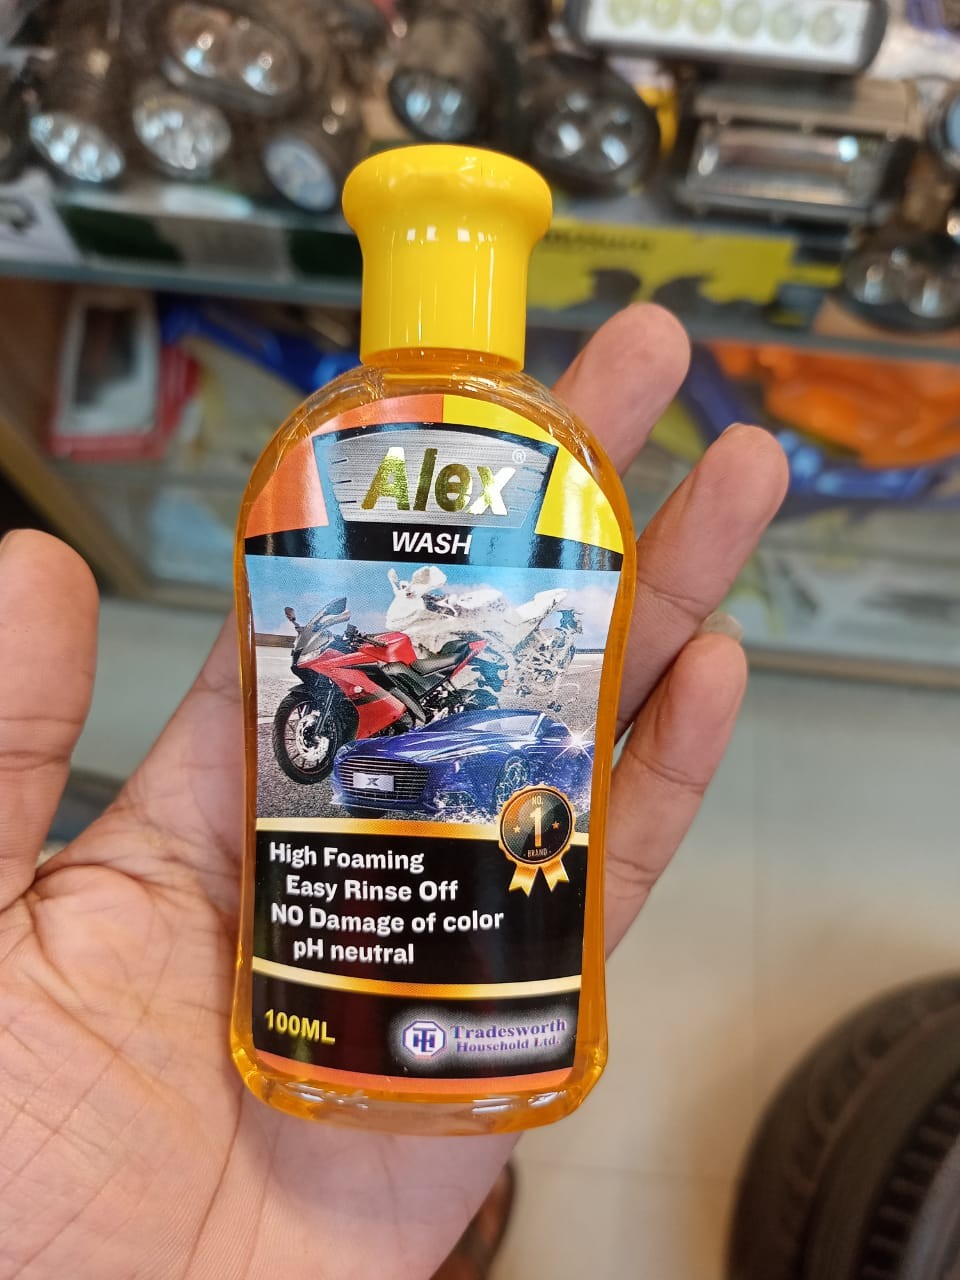 Alex®
WASH
X
NO.
1
BRAND
High Foaming
Easy Rinse Off
NO Damage of color
pH neutral
100ML
Tradesworth
Household Ltd.